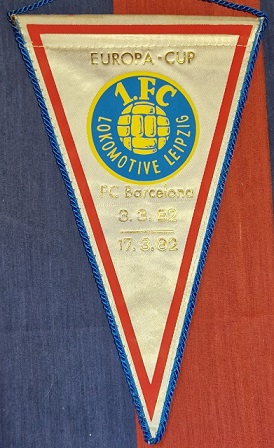 EUROPA-CUP
1.FC
LOKOMOTIVE LEIPZIG
FC Barcelona
3.3.82
17.3.82